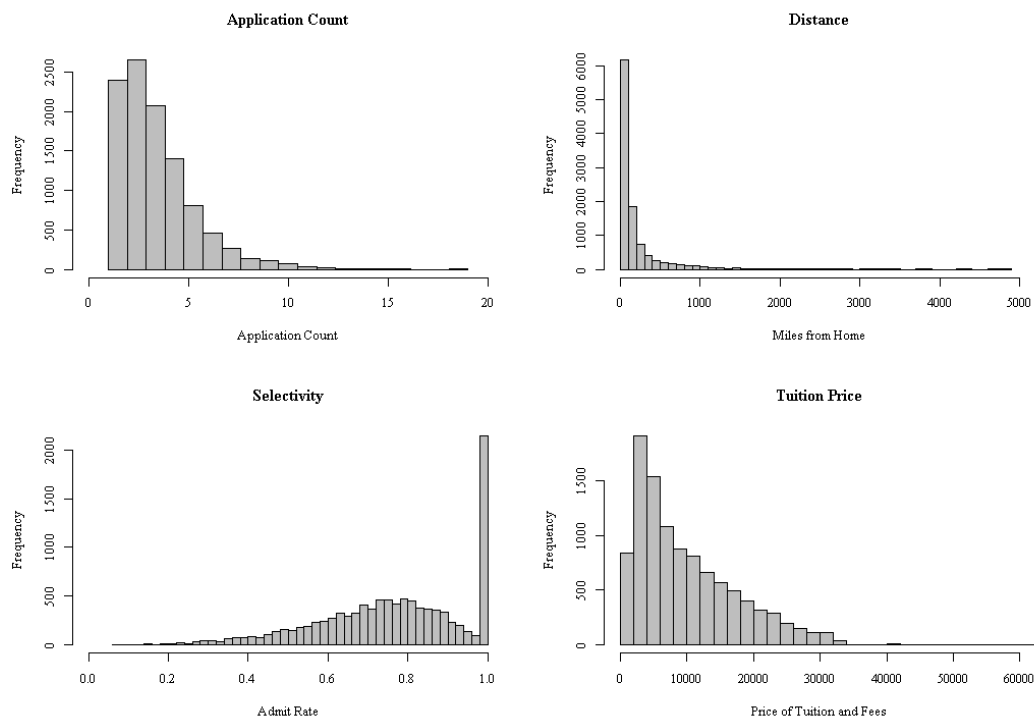 Application Count
Frequency
2500
2000
1500
1000
500
0
0 5 10 15 20
Application Count
Distance
Frequency
6000
5000
4000
3000
2000
1000
0
0 1000 2000 3000 4000 5000
Miles from Home
Selectivity
Frequency
2000
1500
1000
500
0
0.0 0.2 0.4 0.6 0.8 1.0
Admit Rate
Tuition Price
Frequency
1500
1000
500
0
0 10000 20000 30000 40000 50000 60000
Price of Tuition and Fees